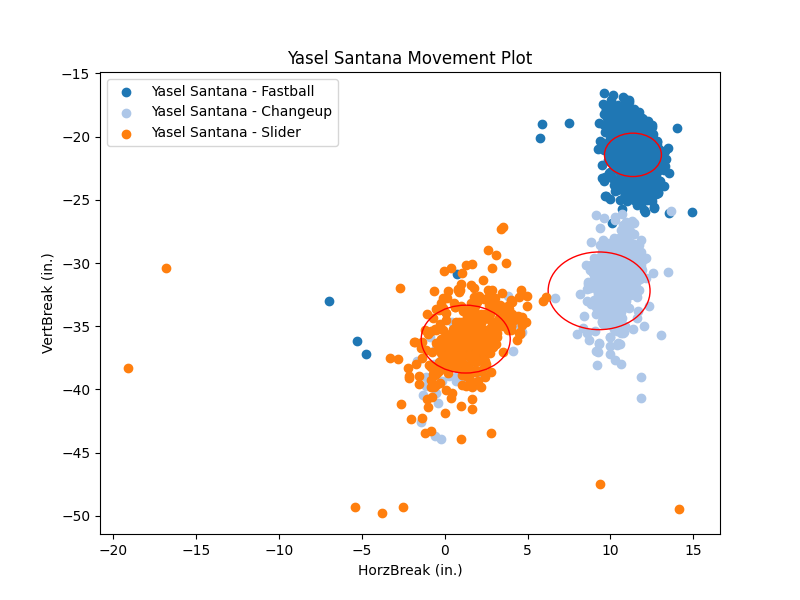 Yasel Santana Movement Plot
Yasel Santana - Fastball
Yasel Santana - Changeup
Yasel Santana - Slider
VertBreak (in.)
−15
−20
−25
−30
−35
−40
−45
−50
−20
−15
−10
−5
0
5
10
15
HorzBreak (in.)